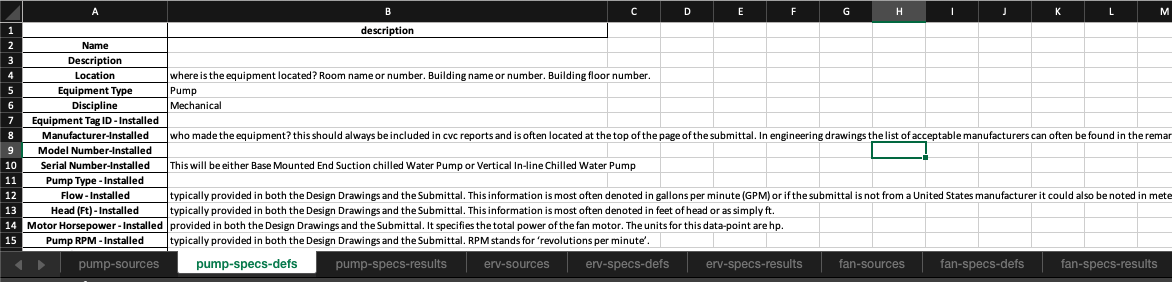 A B C D E F G H I J K L M
1 description
2 Name
3 Description
4 Location where is the equipment located? Room name or number. Building name or number. Building floor number.
5 Equipment Type Pump
6 Discipline Mechanical
7 Equipment Tag ID - Installed
8 Manufacturer-Installed who made the equipment? this should always be included in cvc reports and is often located at the top of the page of the submittal. In engineering drawings the list of acceptable manufacturers can often be found in the remar
9 Model Number-Installed
10 Serial Number-Installed This will be either Base Mounted End Suction chilled Water Pump or Vertical In-line Chilled Water Pump
11 Pump Type - Installed
12 Flow - Installed typically provided in both the Design Drawings and the Submittal. This information is most often denoted in gallons per minute (GPM) or if the submittal is not from a United States manufacturer it could also be noted in mete
13 Head (Ft) - Installed typically provided in both the Design Drawings and the Submittal. This information is most often denoted in feet of head or as simply ft.
14 Motor Horsepower - Installed provided in both the Design Drawings and the Submittal. It specifies the total power of the fan motor. The units for this data-point are hp.
15 Pump RPM - Installed typically provided in both the Design Drawings and the Submittal. RPM stands for ‘revolutions per minute’.
pump-sources pump-specs-defs pump-specs-results erv-sources erv-specs-defs erv-specs-results fan-sources fan-specs-defs fan-specs-results